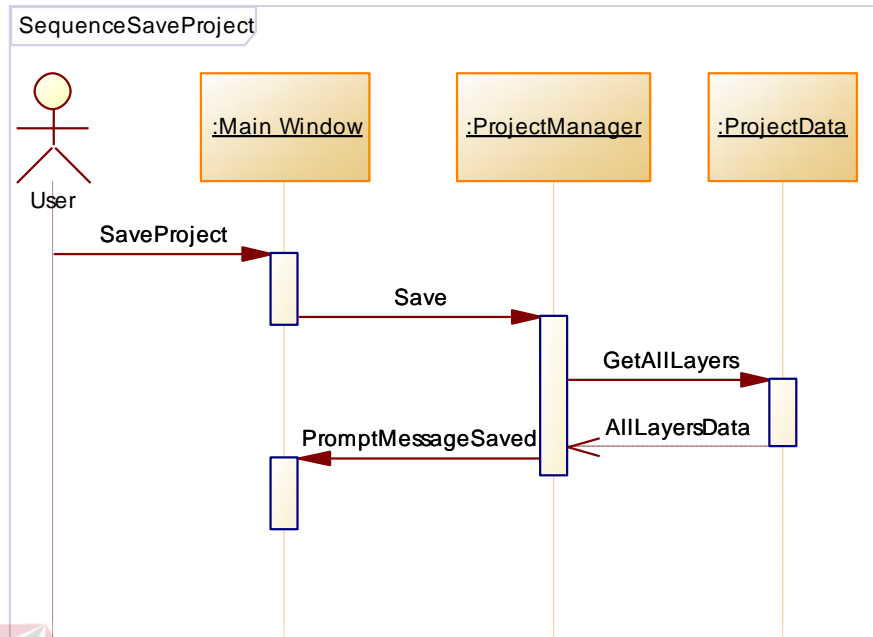 SequenceSaveProject
:Main Window
:ProjectManager
:ProjectData
User
SaveProject
Save
GetAllLayers
AllLayersData
PromptMessageSaved